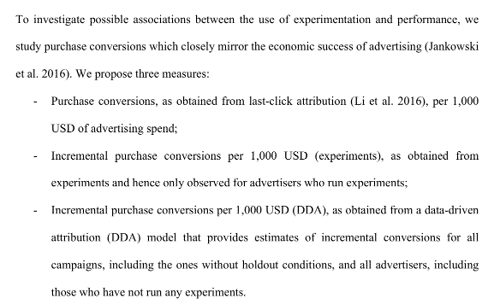 To investigate possible associations between the use of experimentation and performance, we
study purchase conversions which closely mirror the economic success of advertising (Jankowski
et al. 2016). We propose three measures:
- Purchase conversions, as obtained from last-click attribution (Li et al. 2016), per 1,000
USD of advertising spend;
- Incremental purchase conversions per 1,000 USD (experiments), as obtained from
experiments and hence only observed for advertisers who run experiments;
- Incremental purchase conversions per 1,000 USD (DDA), as obtained from a data-driven
attribution (DDA) model that provides estimates of incremental conversions for all
campaigns, including the ones without holdout conditions, and all advertisers, including
those who have not run any experiments.